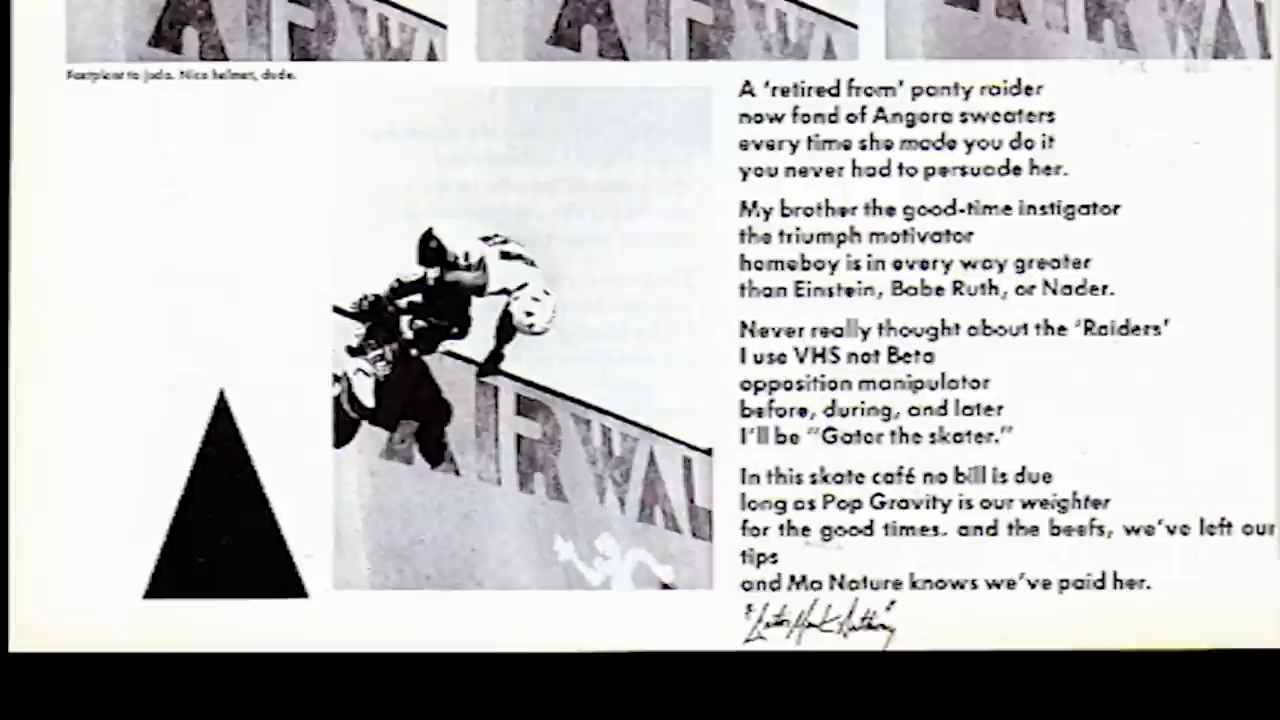 AIRWA
AIRWA
AIRWAL
Footplant to judo. Nice helmet, dude.
A 'retired from' panty raider
now fond of Angora sweaters
every time she made you do it
you never had to persuade her.
My brother the good-time instigator
the triumph motivator
homeboy is in every way greater
than Einstein, Babe Ruth, or Nader.
Never really thought about the 'Raiders'
I use VHS not Beta
opposition manipulator
before, during, and later
I'll be "Gator the skater."
In this skate café no bill is due
long as Pop Gravity is our weighter
for the good times. and the beefs, we've left our
tips
and Ma Nature knows we've paid her.
AIRWAL